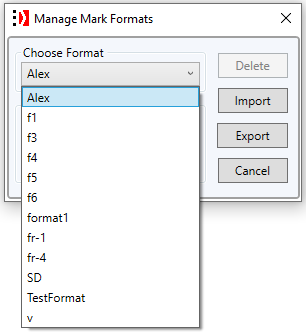 Manage Mark Formats
Choose Format
Alex
Delete
Alex
Import
f1
f3
Export
f4
f5
Cancel
f6
format1
fr-1
fr-4
SD
TestFormat
v